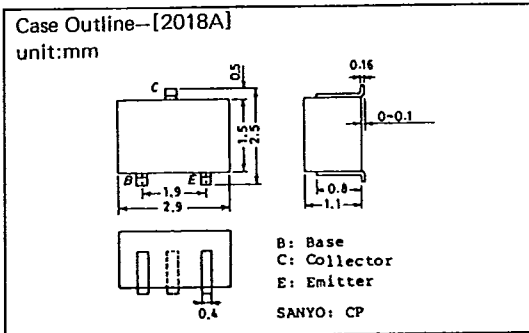 Case Outline–[2018A]
unit:mm
C
0.5
1.5
2.5
B
E
1.9
2.9
0.16
0~0.1
0.8
1.1
0.4
B: Base
C: Collector
E: Emitter
SANYO: CP